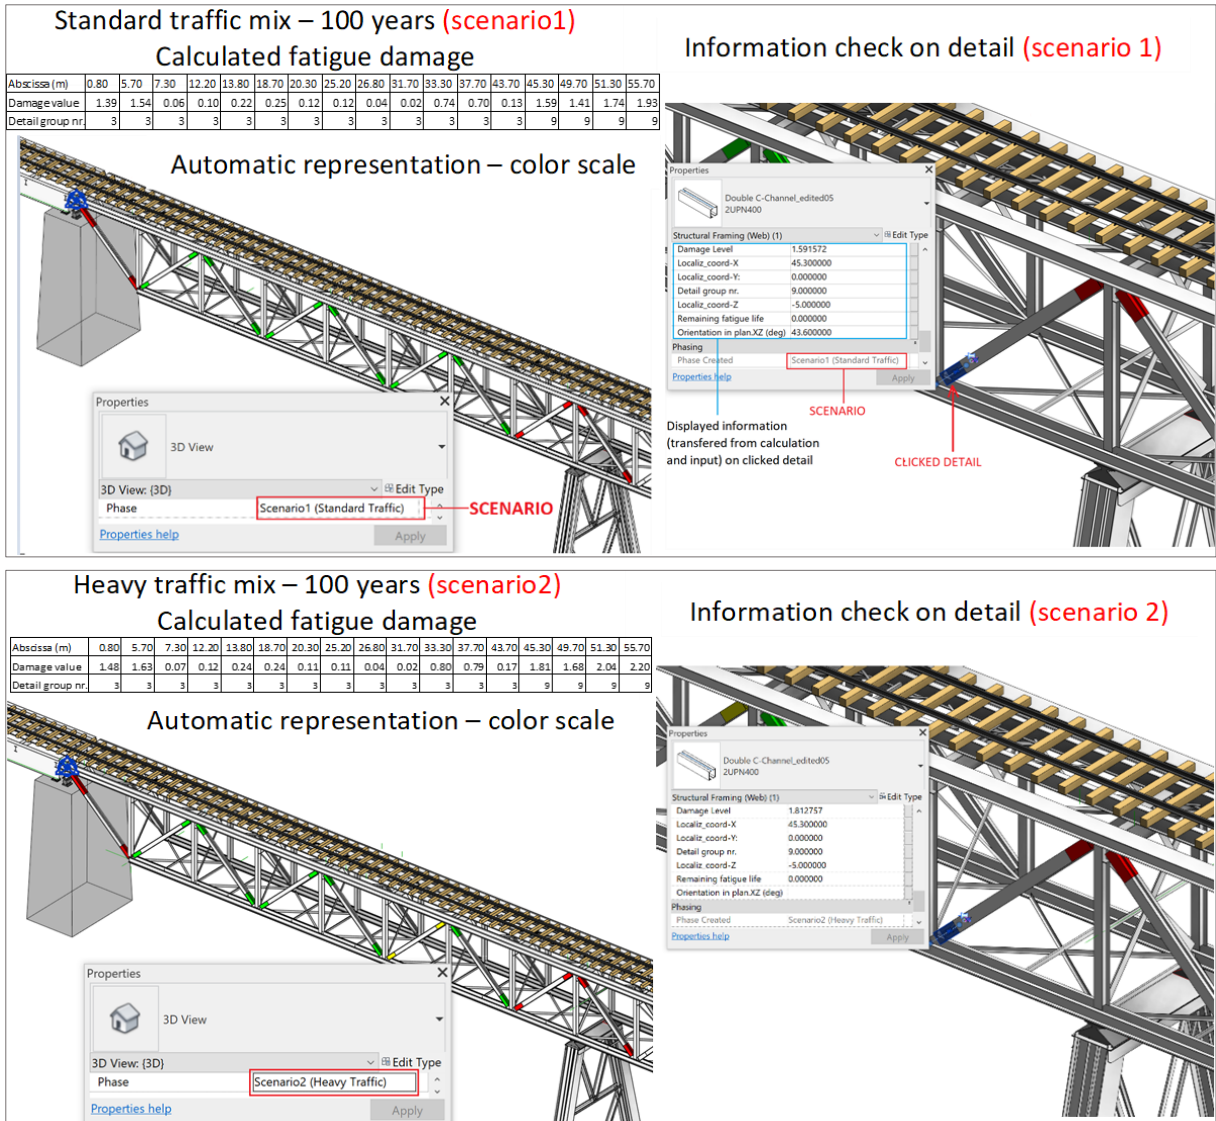 Standard traffic mix – 100 years (scenario1)
Calculated fatigue damage
Abscissa (m) 0.80 5.70 7.30 12.20 13.80 18.70 20.30 25.20 26.80 31.70 33.30 37.70 43.70 45.30 49.70 51.30 55.70
Damage value 1.39 1.54 0.06 0.10 0.22 0.25 0.12 0.12 0.04 0.02 0.74 0.70 0.13 1.59 1.41 1.74 1.93
Detail group nr. 3 3 3 3 3 3 3 3 3 3 3 3 3 9 9 9 9
Automatic representation – color scale
Properties
3D View
3D View: {3D}
Edit Type
Phase
Scenario1 (Standard Traffic)
SCENARIO
Properties help
Apply
Information check on detail (scenario 1)
Properties
Double C-Channel_edited05
2UPN400
Structural Framing (Web) (1)
Edit Type
Damage Level 1.591572
Localiz_coord-X 45.300000
Localiz_coord-Y: 0.000000
Detail group nr. 9.000000
Localiz_coord-Z -5.000000
Remaining fatigue life 0.000000
Orientation in plan.XZ (deg) 43.600000
Phasing
Phase Created Scenario1 (Standard Traffic)
Properties help
Apply
SCENARIO
Displayed information
(transfered from calculation
and input) on clicked detail
CLICKED DETAIL
Heavy traffic mix – 100 years (scenario2)
Calculated fatigue damage
Abscissa (m) 0.80 5.70 7.30 12.20 13.80 18.70 20.30 25.20 26.80 31.70 33.30 37.70 43.70 45.30 49.70 51.30 55.70
Damage value 1.48 1.63 0.07 0.12 0.24 0.24 0.11 0.11 0.04 0.02 0.80 0.79 0.17 1.81 1.68 2.04 2.20
Detail group nr. 3 3 3 3 3 3 3 3 3 3 3 3 3 9 9 9 9
Automatic representation – color scale
Properties
3D View
3D View: {3D}
Edit Type
Phase
Scenario2 (Heavy Traffic)
Properties help
Apply
Information check on detail (scenario 2)
Properties
Double C-Channel_edited05
2UPN400
Structural Framing (Web) (1)
Edit Type
Damage Level 1.812757
Localiz_coord-X 45.300000
Localiz_coord-Y: 0.000000
Detail group nr. 9.000000
Localiz_coord-Z -5.000000
Remaining fatigue life 0.000000
Orientation in plan.XZ (deg)
Phasing
Phase Created Scenario2 (Heavy Traffic)
Properties help
Apply